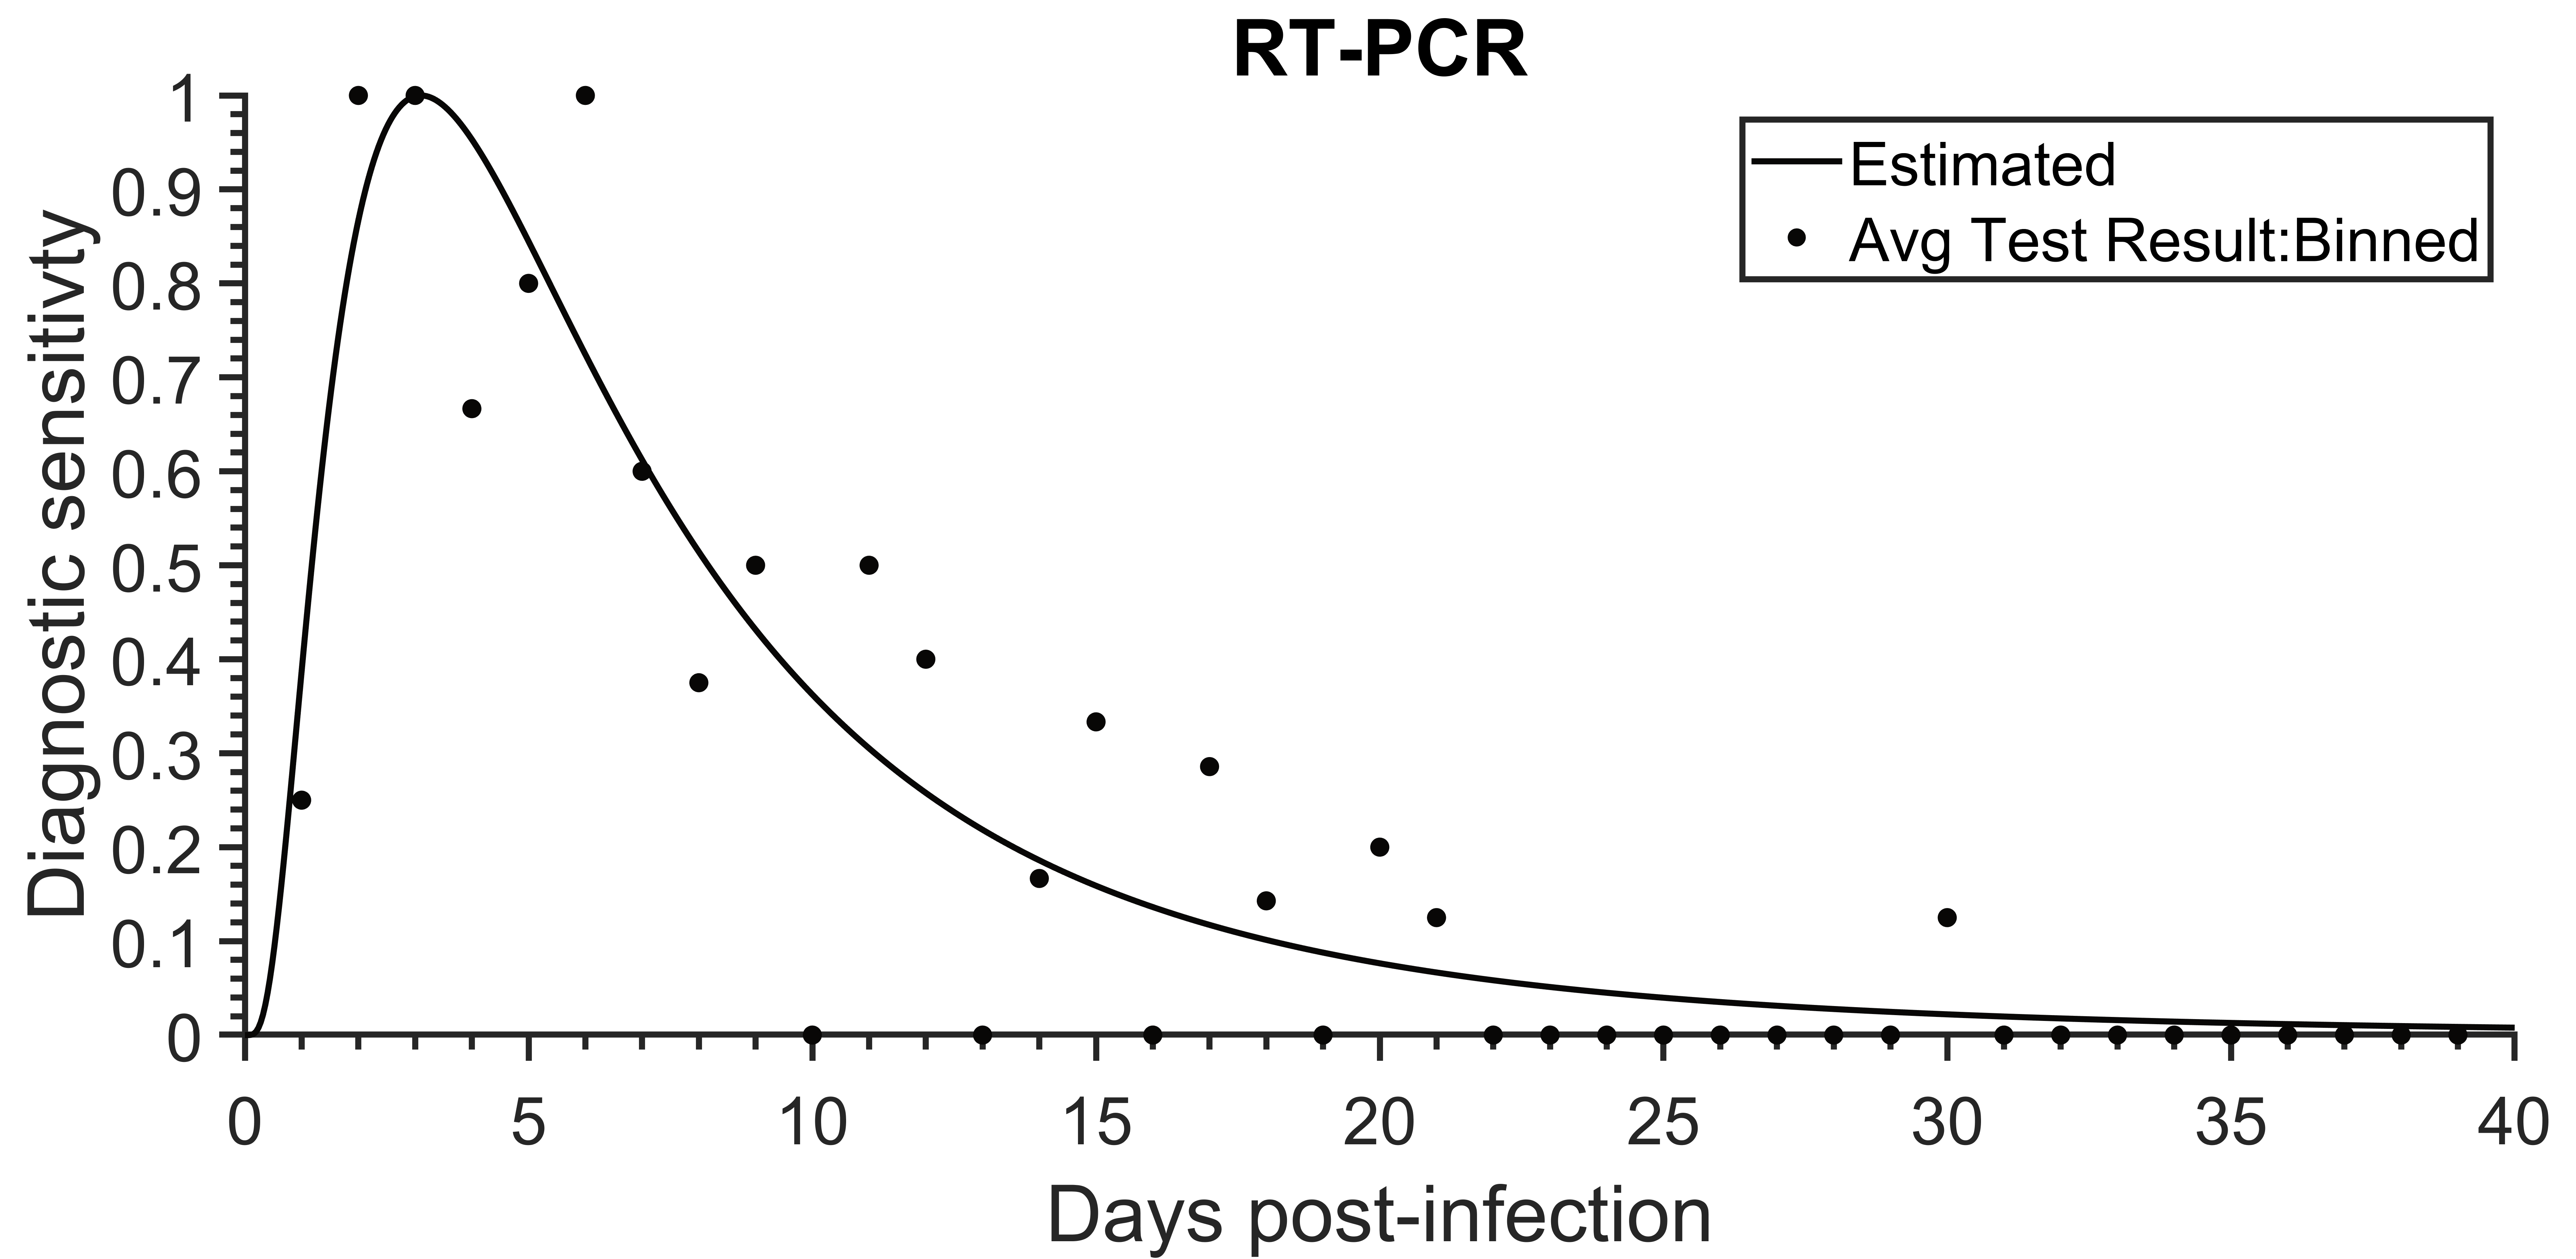 RT-PCR
Estimated
Avg Test Result:Binned
Diagnostic sensitivty
1
0.9
0.8
0.7
0.6
0.5
0.4
0.3
0.2
0.1
0
0 5 10 15 20 25 30 35 40
Days post-infection